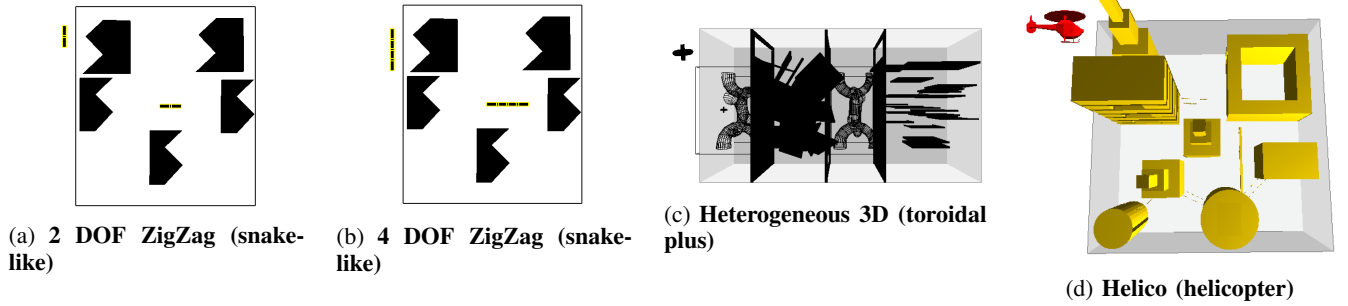 (a) 2 DOF ZigZag (snake-
like)
(b) 4 DOF ZigZag (snake-
like)
(c) Heterogeneous 3D (toroidal
plus)
(d) Helico (helicopter)